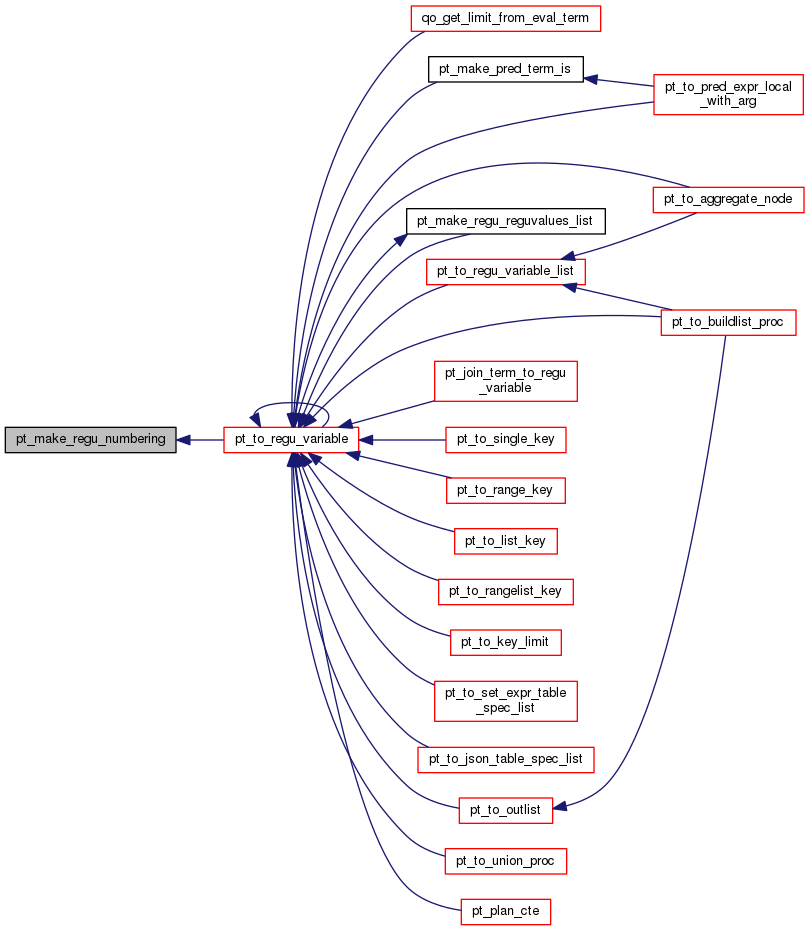 qo_get_limit_from_eval_term
pt_make_pred_term_is
pt_to_pred_expr_local
_with_arg
pt_to_aggregate_node
pt_make_regu_reguvalues_list
pt_to_regu_variable_list
pt_to_buildlist_proc
pt_join_term_to_regu
_variable
pt_make_regu_numbering
pt_to_regu_variable
pt_to_single_key
pt_to_range_key
pt_to_list_key
pt_to_rangelist_key
pt_to_key_limit
pt_to_set_expr_table
_spec_list
pt_to_json_table_spec_list
pt_to_outlist
pt_to_union_proc
pt_plan_cte